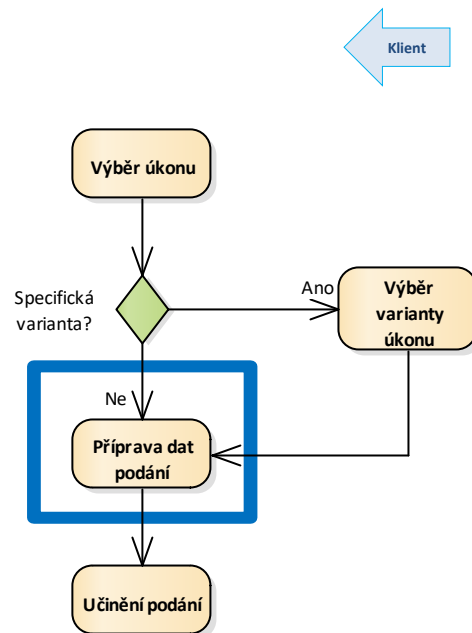 Klient
Výběr úkonu
Specifická
varianta?
Ano
Výběr
varianty
úkonu
Ne
Příprava dat
podání
Učinění podání